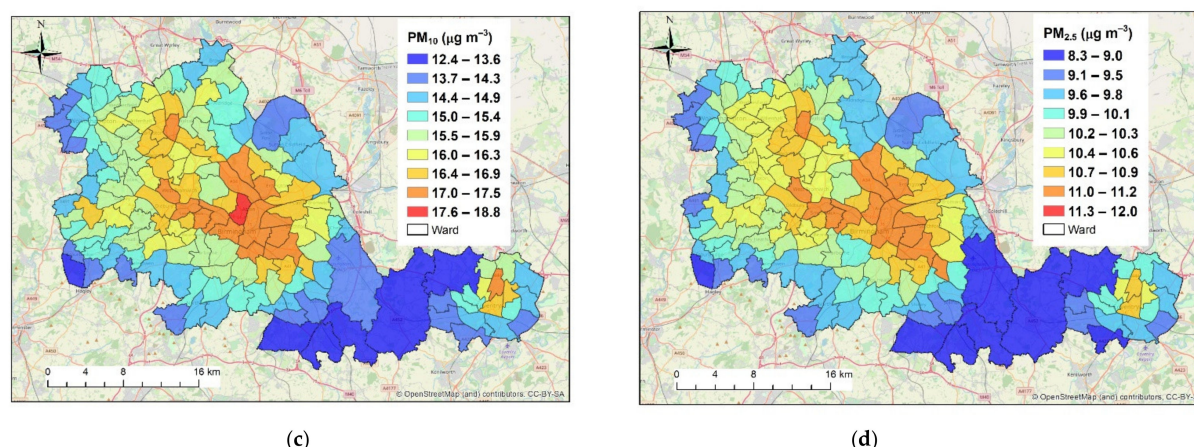 N
PM10 (μg m−3)
12.4 – 13.6
13.7 – 14.3
14.4 – 14.9
15.0 – 15.4
15.5 – 15.9
16.0 – 16.3
16.4 – 16.9
17.0 – 17.5
17.6 – 18.8
Ward
0 4 8 16 km
© OpenStreetMap (and) contributors, CC-BY-SA
(c)
N
PM2.5 (μg m−3)
8.3 – 9.0
9.1 – 9.5
9.6 – 9.8
9.9 – 10.1
10.2 – 10.3
10.4 – 10.6
10.7 – 10.9
11.0 – 11.2
11.3 – 12.0
Ward
0 4 8 16 km
© OpenStreetMap (and) contributors, CC-BY-SA
(d)